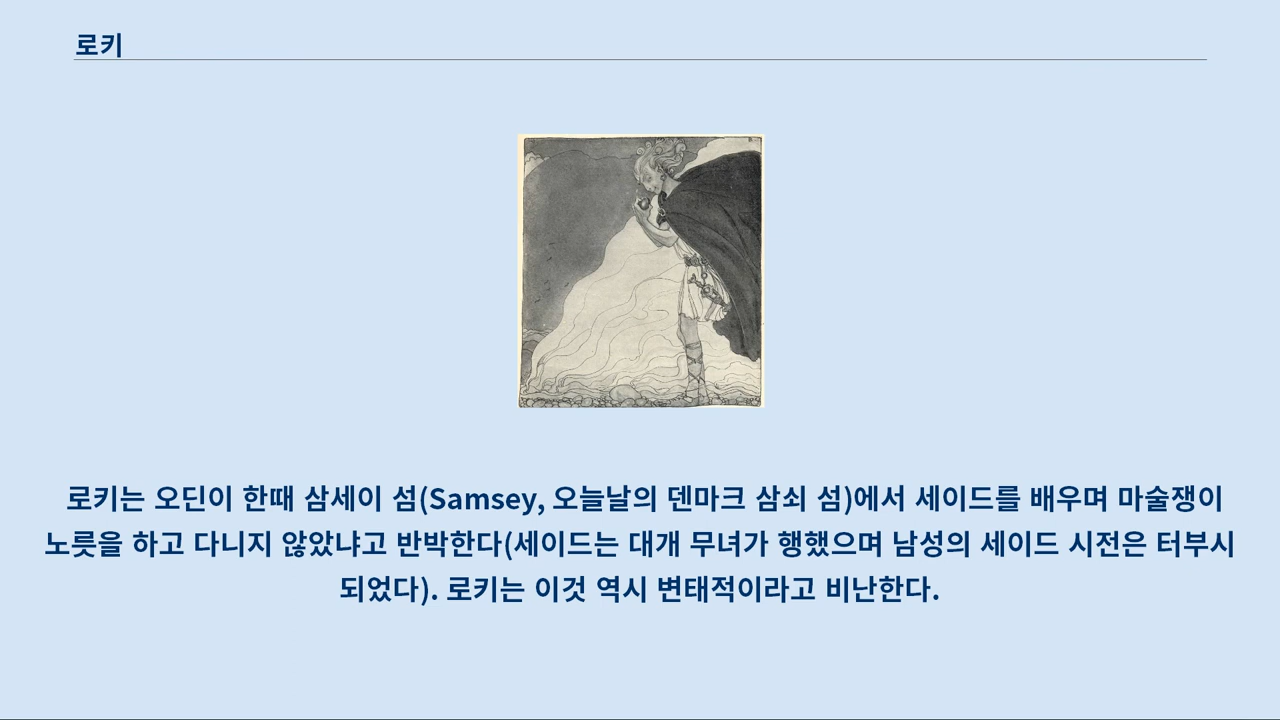 로키
로키는 오딘이 한때 삼세이 섬(Samsey, 오늘날의 덴마크 삼쇠 섬)에서 세이드를 배우며 마술쟁이
노릇을 하고 다니지 않았냐고 반박한다(세이드는 대개 무녀가 행했으며 남성의 세이드 시전은 터부시
되었다). 로키는 이것 역시 변태적이라고 비난한다.